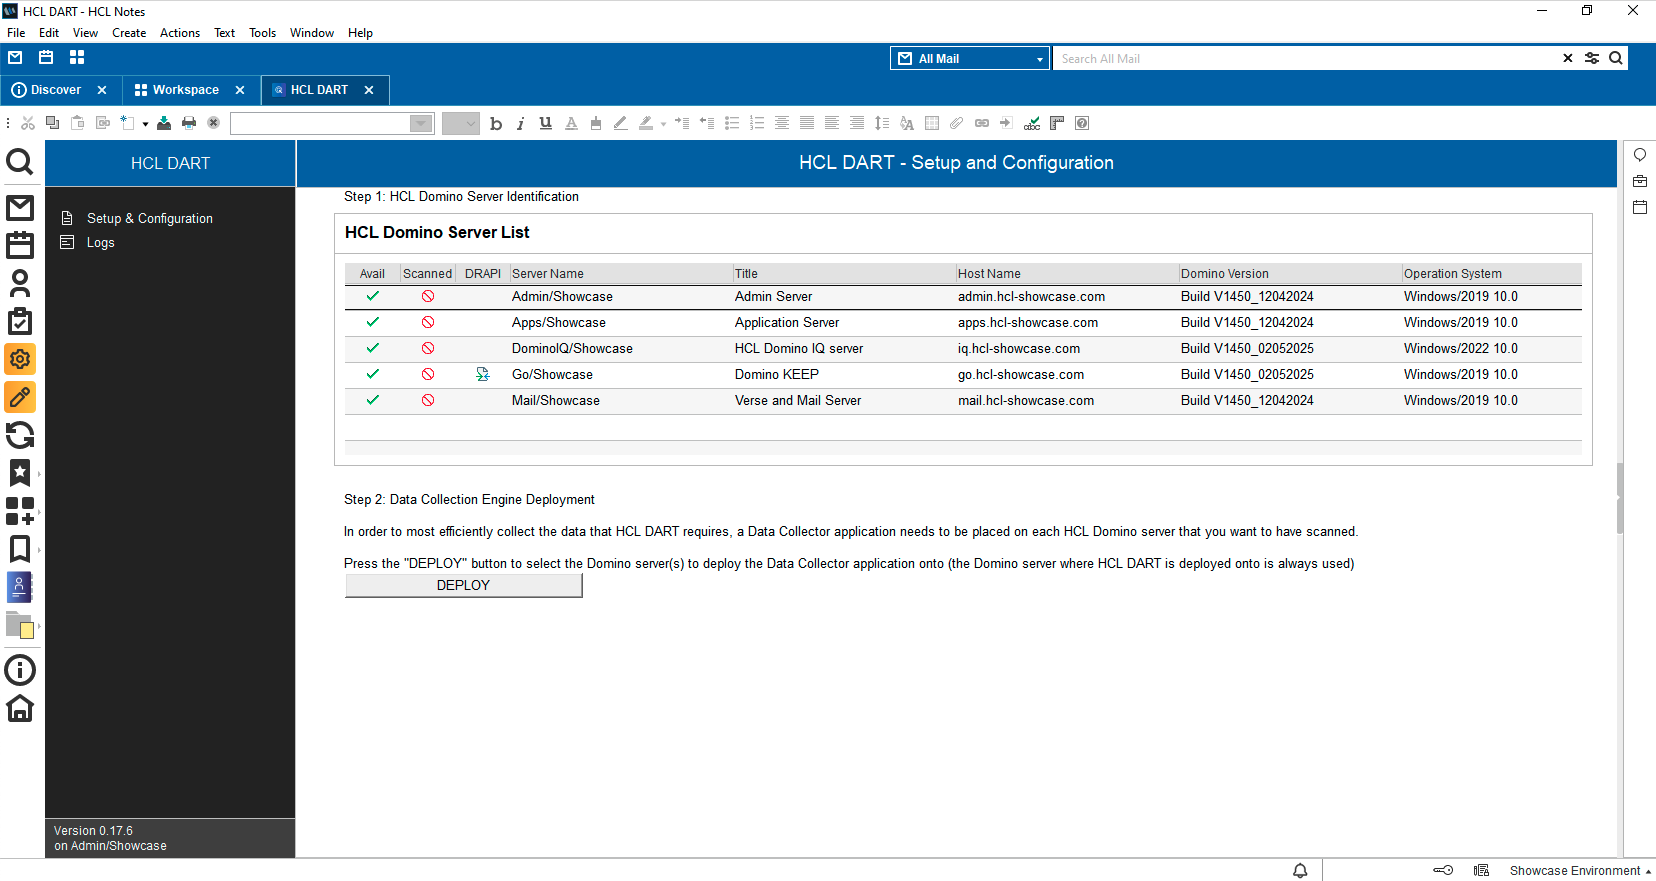 HCL DART - HCL Notes
File Edit View Create Actions Text Tools Window Help
All Mail
Search All Mail
Discover
Workspace
HCL DART
HCL DART
HCL DART - Setup and Configuration
Setup & Configuration
Logs
Step 1: HCL Domino Server Identification
HCL Domino Server List
Avail Scanned DRAPI Server Name Title Host Name Domino Version Operation System
Admin/Showcase Admin Server admin.hcl-showcase.com Build V1450_12042024 Windows/2019 10.0
Apps/Showcase Application Server apps.hcl-showcase.com Build V1450_12042024 Windows/2019 10.0
DominoIQ/Showcase HCL Domino IQ server iq.hcl-showcase.com Build V1450_02052025 Windows/2022 10.0
Go/Showcase Domino KEEP go.hcl-showcase.com Build V1450_02052025 Windows/2019 10.0
Mail/Showcase Verse and Mail Server mail.hcl-showcase.com Build V1450_12042024 Windows/2019 10.0
Step 2: Data Collection Engine Deployment
In order to most efficiently collect the data that HCL DART requires, a Data Collector application needs to be placed on each HCL Domino server that you want to have scanned.
Press the "DEPLOY" button to select the Domino server(s) to deploy the Data Collector application onto (the Domino server where HCL DART is deployed onto is always used)
DEPLOY
Version 0.17.6
on Admin/Showcase
Showcase Environment